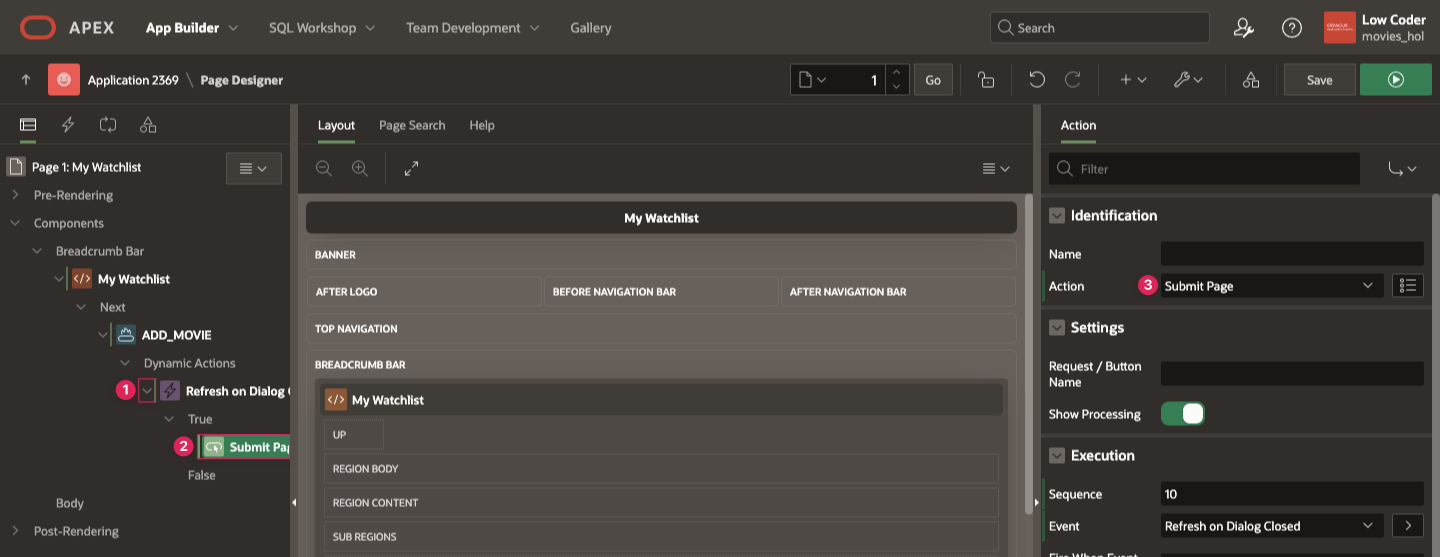 APEX
App Builder
SQL Workshop
Team Development
Gallery
Search
Low Coder
movies_hol
Application 2369 \ Page Designer
1
Go
Save
Layout
Page Search
Help
Action
Page 1: My Watchlist
Pre-Rendering
Components
Breadcrumb Bar
My Watchlist
Next
ADD_MOVIE
Dynamic Actions
1
Refresh on Dialog
True
2
Submit Pag
False
Body
Post-Rendering
My Watchlist
BANNER
AFTER LOGO
BEFORE NAVIGATION BAR
AFTER NAVIGATION BAR
TOP NAVIGATION
BREADCRUMB BAR
My Watchlist
UP
REGION BODY
REGION CONTENT
SUB REGIONS
Filter
Identification
Name
Action
3
Submit Page
Settings
Request / Button
Name
Show Processing
Execution
Sequence
10
Event
Refresh on Dialog Closed